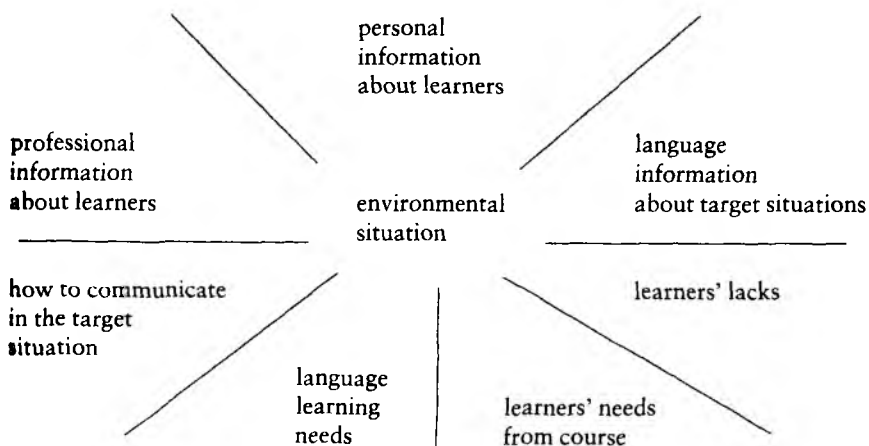 personal
information
about learners
professional
information
about learners
language
information
about target situations
environmental
situation
how to communicate
in the target
situation
learners' lacks
language
learning
needs
learners' needs
from course